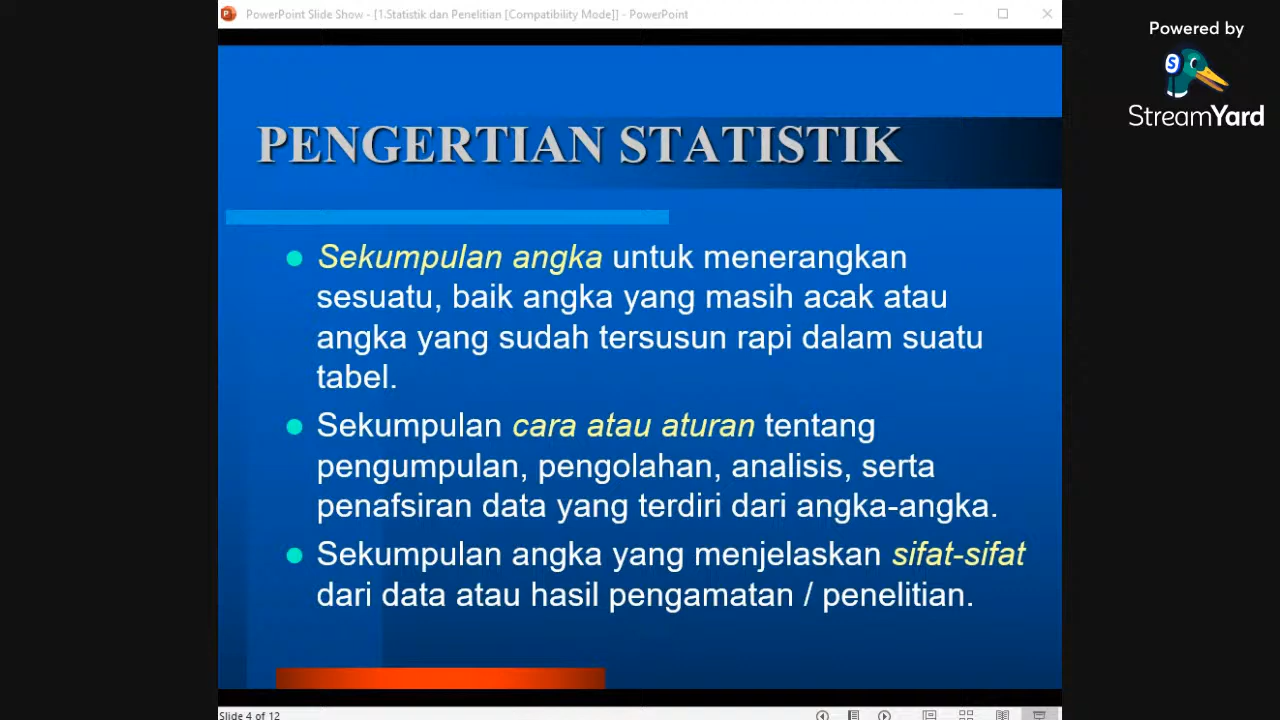 PowerPoint Slide Show - [1.Statistik dan Penelitian [Compatibility Mode]] - PowerPoint
Powered by
S
StreamYard
PENGERTIAN STATISTIK
Sekumpulan angka untuk menerangkan
sesuatu, baik angka yang masih acak atau
angka yang sudah tersusun rapi dalam suatu
tabel.
Sekumpulan cara atau aturan tentang
pengumpulan, pengolahan, analisis, serta
penafsiran data yang terdiri dari angka-angka.
Sekumpulan angka yang menjelaskan sifat-sifat
dari data atau hasil pengamatan / penelitian.
Slide 4 of 12